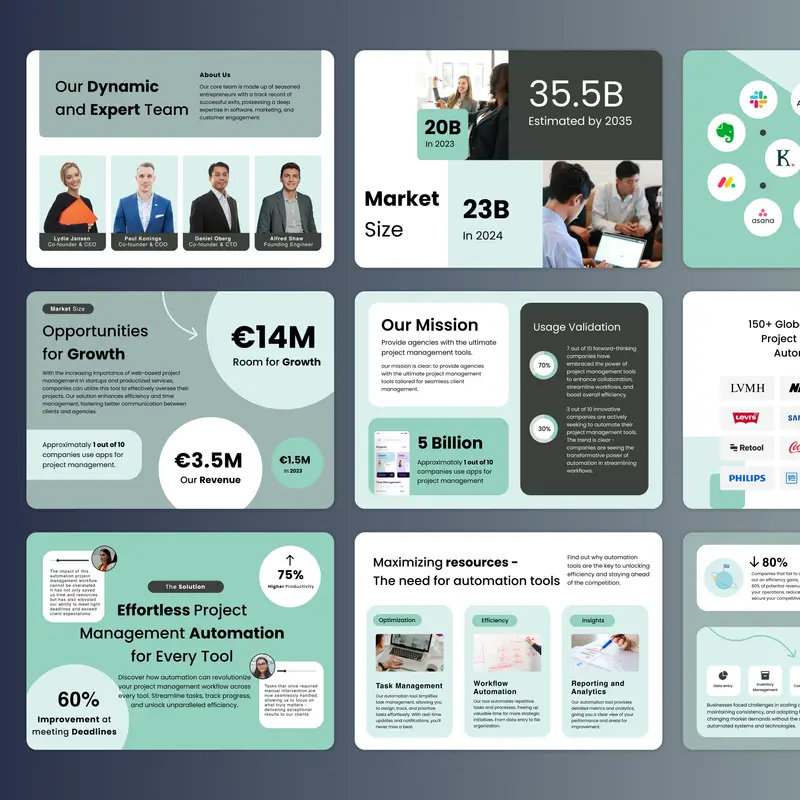 Our Dynamic
and Expert Team
About Us
Our core team is made up of seasoned
entrepreneurs with a track record of
successful exits, possessing a deep
expertise in software, marketing, and
customer engagement.
Lydia Jansen
Co-founder & CEO
Paul Konings
Co-founder & COO
Daniel Oberg
Co-founder & CTO
Alfred Shaw
Founding Engineer
20B
In 2023
35.5B
Estimated by 2035
Market
Size
23B
In 2024
K.
asana
Market Size
Opportunities
for Growth
With the increasing importance of web-based project
management in startups and productized services,
companies can utilize this tool to effectively oversee their
projects. Our solution enhances efficiency and time
management, fostering better communication between
clients and agencies.
€14M
Room for Growth
Approximataly 1 out of 10
companies use apps for
project management.
€3.5M
Our Revenue
€1.5M
in 2023
Our Mission
Provide agencies with the ultimate
project management tools.
our mission is clear: to provide agencies
with the ultimate project management
tools tailored for seamless client
management.
5 Billion
Approximataly 1 out of 10
companies use apps for
project management
Usage Validation
70%
7 out of 10 forward-thinking
companies have
embraced the power of
project management tools
to enhance collaboration,
streamline workflows, and
boost overall efficiency.
30%
3 out of 10 innovative
companies are actively
seeking to automate their
project management tools.
The trend is clear -
companies are seeing the
transformative power of
automation in streamlining
workflows.
150+ Glob
Project
Auto
LVMH
LEVI'S
SA
Retool
PHILIPS
The impact of this
automation project
management workflow
cannot be overstated.
It has not only saved
us time and resources
but has also elevated
our ability to meet tight
deadlines and exceed
client expectations.
The Solution
75%
Higher Productivity
Effortless Project
Management Automation
for Every Tool
Discover how automation can revolutionize
your project management workflow across
every tool. Streamline tasks, track progress,
and unlock unparalleled efficiency.
60%
Improvement at
meeting Deadlines
Tasks that once required
manual intervention are
now seamlessly handled,
allowing us to focus on
what truly matters -
delivering exceptional
results to our clients.
Maximizing resources -
The need for automation tools
Find out why automation
tools are the key to unlocking
efficiency and staying ahead
of the competition.
Optimization
Task Management
Our automation tool simplifies
task management, allowing you
to assign, track, and priotize
tasks effortlessly. With real-time
updates and notifications, you'll
never miss a beat.
Efficiency
Workflow
Automation
Our tool automates repetitive
tasks and processes, freeing up
valuable time for more strategic
initiatives. From data entry to file
organization.
Insights
Reporting and
Analytics
Our automation tool provides
detailed metrics and analytics,
giving you a clear view of your
performance and areas for
improvement.
80%
Companies that fail to
out on efficiency gains,
60% of potential revenu
your operations, reduce
secure your competitive
Data entry
Inventory
Management
Businesses faced challenges in scaling
maintaining consistency, and adapting t
changing market demands without the
automated systems and technologies.